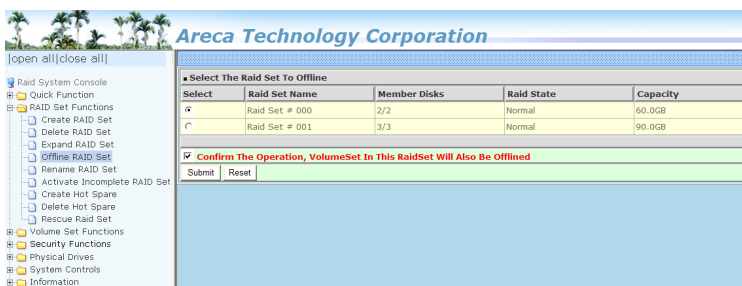 Areca Technology Corporation
|open all|close all|
Raid System Console
Quick Function
RAID Set Functions
Create RAID Set
Delete RAID Set
Expand RAID Set
Offline RAID Set
Rename RAID Set
Activate Incomplete RAID Set
Create Hot Spare
Delete Hot Spare
Rescue Raid Set
Volume Set Functions
Security Functions
Physical Drives
System Controls
Information
Select The Raid Set To Offline
Select Raid Set Name Member Disks Raid State Capacity
Raid Set # 000 2/2 Normal 60.0GB
Raid Set # 001 3/3 Normal 90.0GB
Confirm The Operation, VolumeSet In This RaidSet Will Also Be Offlined
Submit Reset